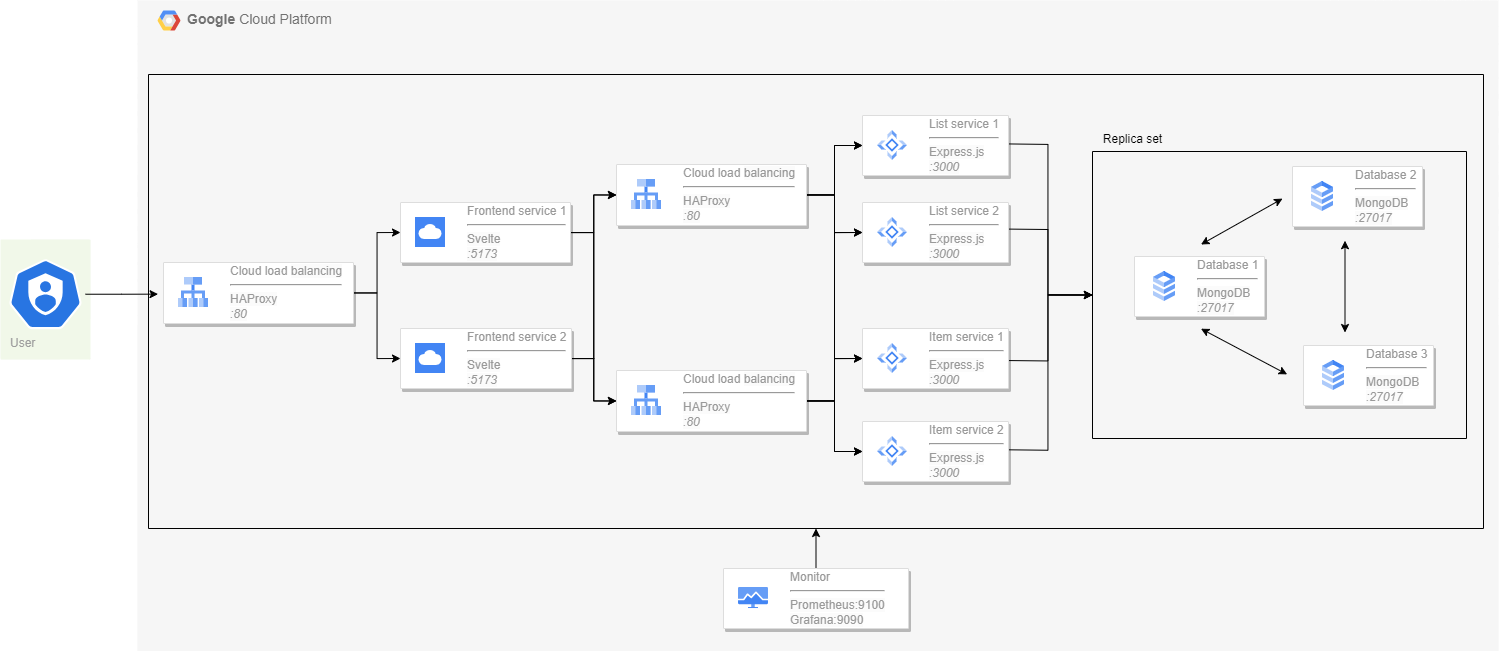 Google Cloud Platform
User
Cloud load balancing
HAProxy
:80
Frontend service 1
Svelte
:5173
Frontend service 2
Svelte
:5173
Cloud load balancing
HAProxy
:80
Cloud load balancing
HAProxy
:80
List service 1
Express.js
:3000
List service 2
Express.js
:3000
Item service 1
Express.js
:3000
Item service 2
Express.js
:3000
Replica set
Database 1
MongoDB
:27017
Database 2
MongoDB
:27017
Database 3
MongoDB
:27017
Monitor
Prometheus:9100
Grafana:9090